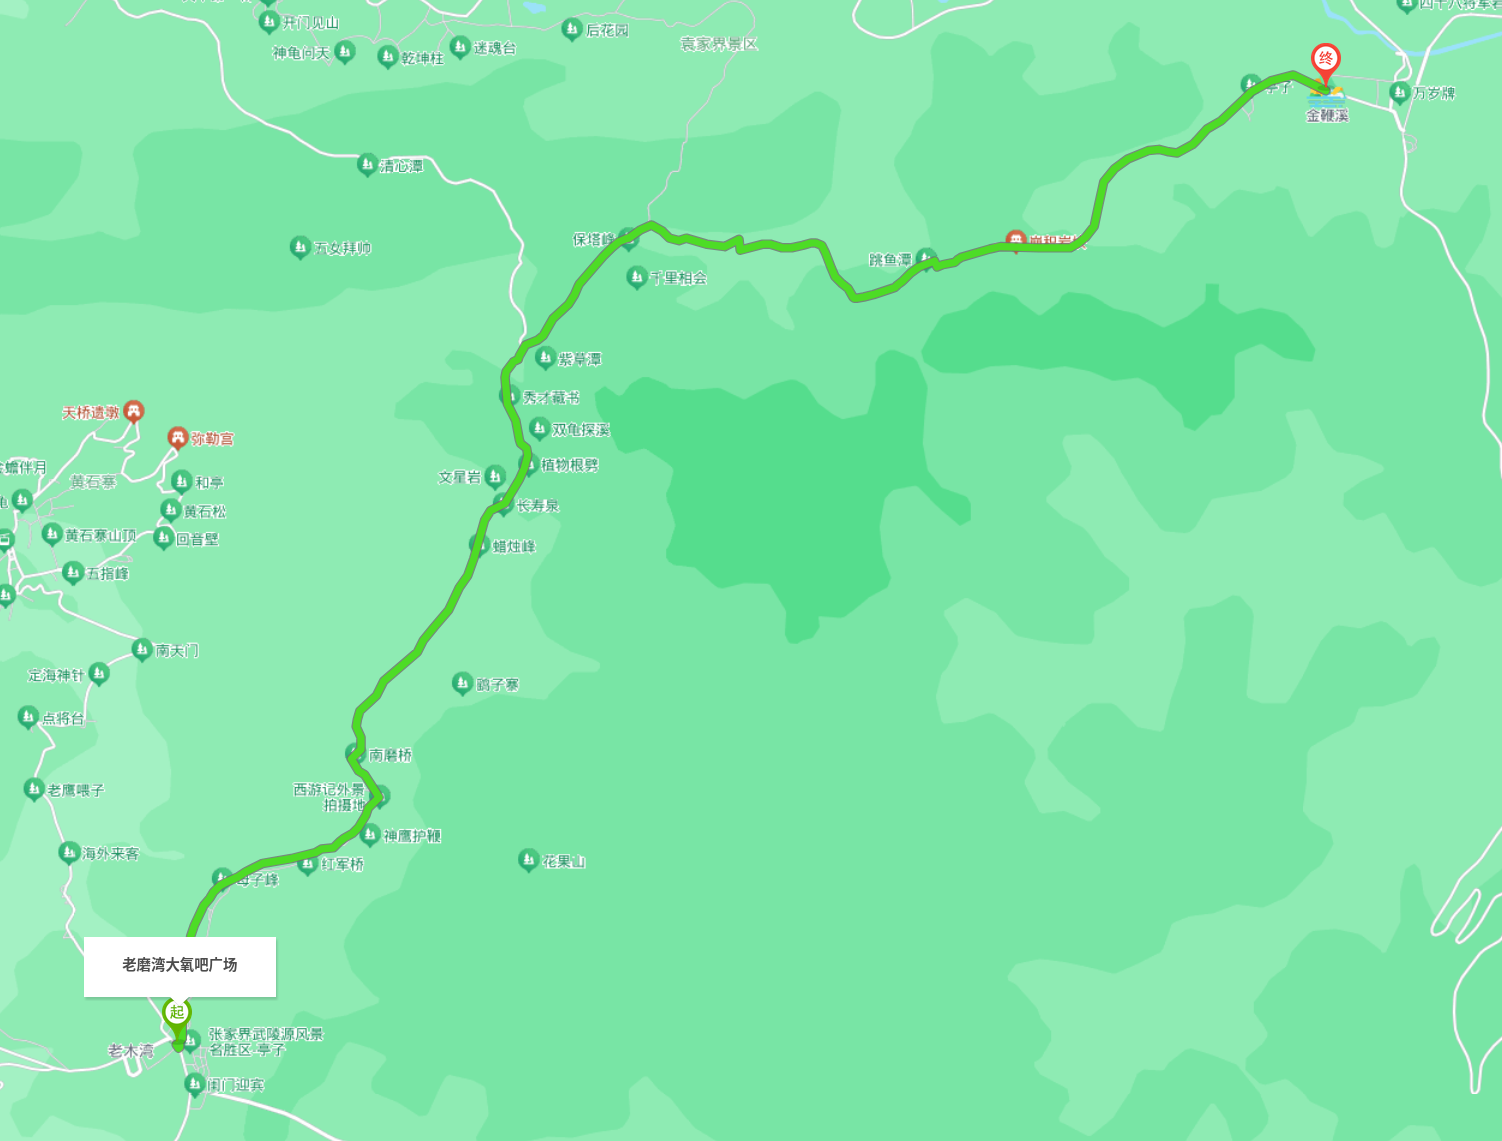 四十八将军岩
开门见山
后花园
神龟问天
乾坤柱
迷魂台
袁家界景区
终
亭子
万岁牌
金鞭溪
清心潭
五女拜帅
保塔峰
跳鱼潭
千里相会
紫草潭
秀才藏书
天桥遗墩
弥勒宫
双龟探溪
金蟾伴月
黄石寨
和亭
文星岩
植物根劈
长寿泉
黄石松
黄石寨山顶
回音壁
蜡烛峰
五指峰
南天门
定海神针
鹞子寨
点将台
南磨桥
老鹰喂子
西游记外景
拍摄地
神鹰护鞭
海外来客
红军桥
花果山
母子峰
老磨湾大氧吧广场
起
张家界武陵源风景
名胜区-亭子
老木湾
闺门迎宾